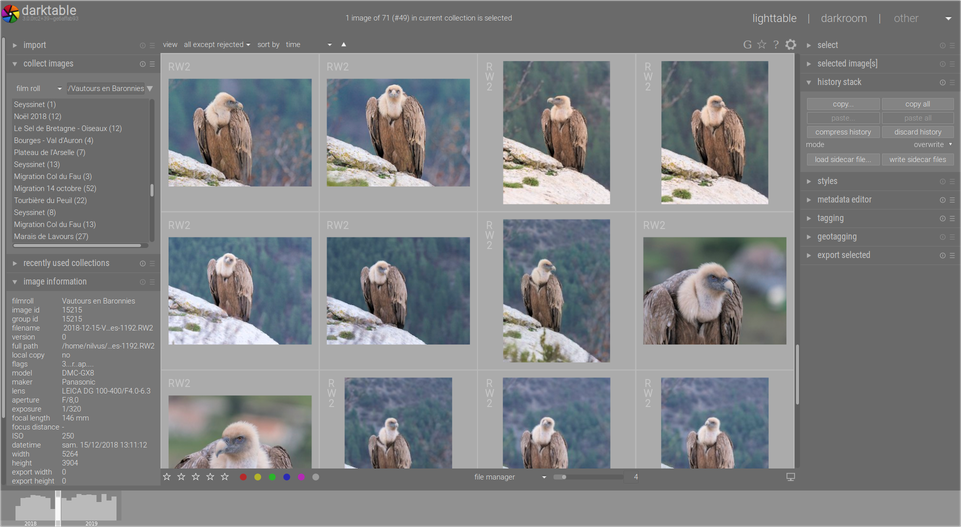 darktable
1 image of 71 (#49) in current collection is selected
lighttable | darkroom | other
import
collect images
film roll /Vautours en Baronnies
Seyssinet (1)
Noël 2018 (12)
Le Sel de Bretagne - Oiseaux (12)
Bourges - Val d'Auron (4)
Plateau de l'Arselle (7)
Seyssinet (13)
Migration Col du Fau (3)
Migration 14 octobre (52)
Tourbière du Peuil (22)
Seyssinet (8)
Migration Col du Fau (13)
Marais de Lavours (27)
recently used collections
image information
filmroll Vautours en Baronnies
image id 15215
group id 15215
filename 2018-12-15-V...es-1192.RW2
version 0
full path /home/nilvus/...es-1192.RW2
local copy no
flags 3...r..ap....
model DMC-GX8
maker Panasonic
lens LEICA DG 100-400/F4.0-6.3
aperture F/8,0
exposure 1/320
focal length 146 mm
focus distance -
ISO 250
datetime sam. 15/12/2018 13:11:12
width 5264
height 3904
export width 0
export height 0
view all except rejected sort by time
G ?
RW2
RW2
RW2
RW2
RW2
RW2
RW2
RW2
RW2
RW2
RW2
RW2
file manager 4
select
selected image[s]
history stack
copy... copy all
paste... paste all
compress history discard history
mode overwrite
load sidecar file... write sidecar files
styles
metadata editor
tagging
geotagging
export selected
2018 2019